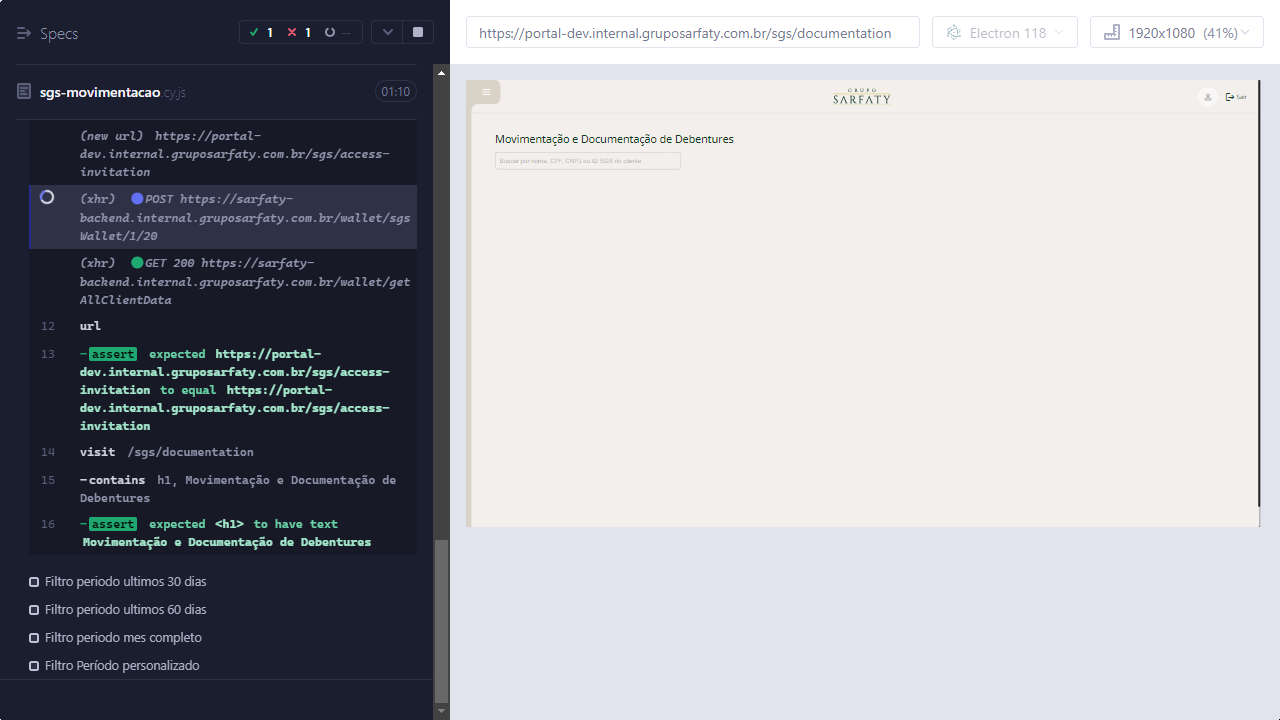 Specs
1
1
--
sgs-movimentacao.cy.js
01:10
(new url) https://portal-
dev.internal.gruposarfaty.com.br/sgs/access-
invitation
(xhr) POST https://sarfaty-
backend.internal.gruposarfaty.com.br/wallet/sgs
Wallet/1/20
(xhr) GET 200 https://sarfaty-
backend.internal.gruposarfaty.com.br/wallet/get
AllClientData
12 url
13 -assert expected https://portal-
dev.internal.gruposarfaty.com.br/sgs/access-
invitation to equal https://portal-
dev.internal.gruposarfaty.com.br/sgs/access-
invitation
14 visit /sgs/documentation
15 -contains h1, Movimentação e Documentação de
Debentures
16 -assert expected <h1> to have text
Movimentação e Documentação de Debentures
Filtro periodo ultimos 30 dias
Filtro periodo ultimos 60 dias
Filtro periodo mes completo
Filtro Período personalizado
https://portal-dev.internal.gruposarfaty.com.br/sgs/documentation
Electron 118
1920x1080 (41%)
GRUPO
SARFATY
Sair
Movimentação e Documentação de Debentures
Buscar por nome, CPF, CNPJ ou ID SGS do cliente.